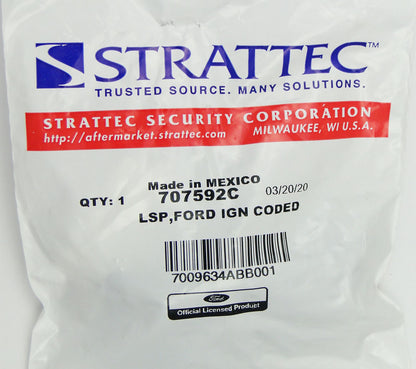 STRATTEC™
TRUSTED SOURCE. MANY SOLUTIONS.
STRATTEC SECURITY CORPORATION
http://aftermarket.strattec.com MILWAUKEE, WI U.S.A.
Made in MEXICO
QTY: 1 707592C 03/20/20
LSP,FORD IGN CODED
7009634ABB001
Ford
Official Licensed Product